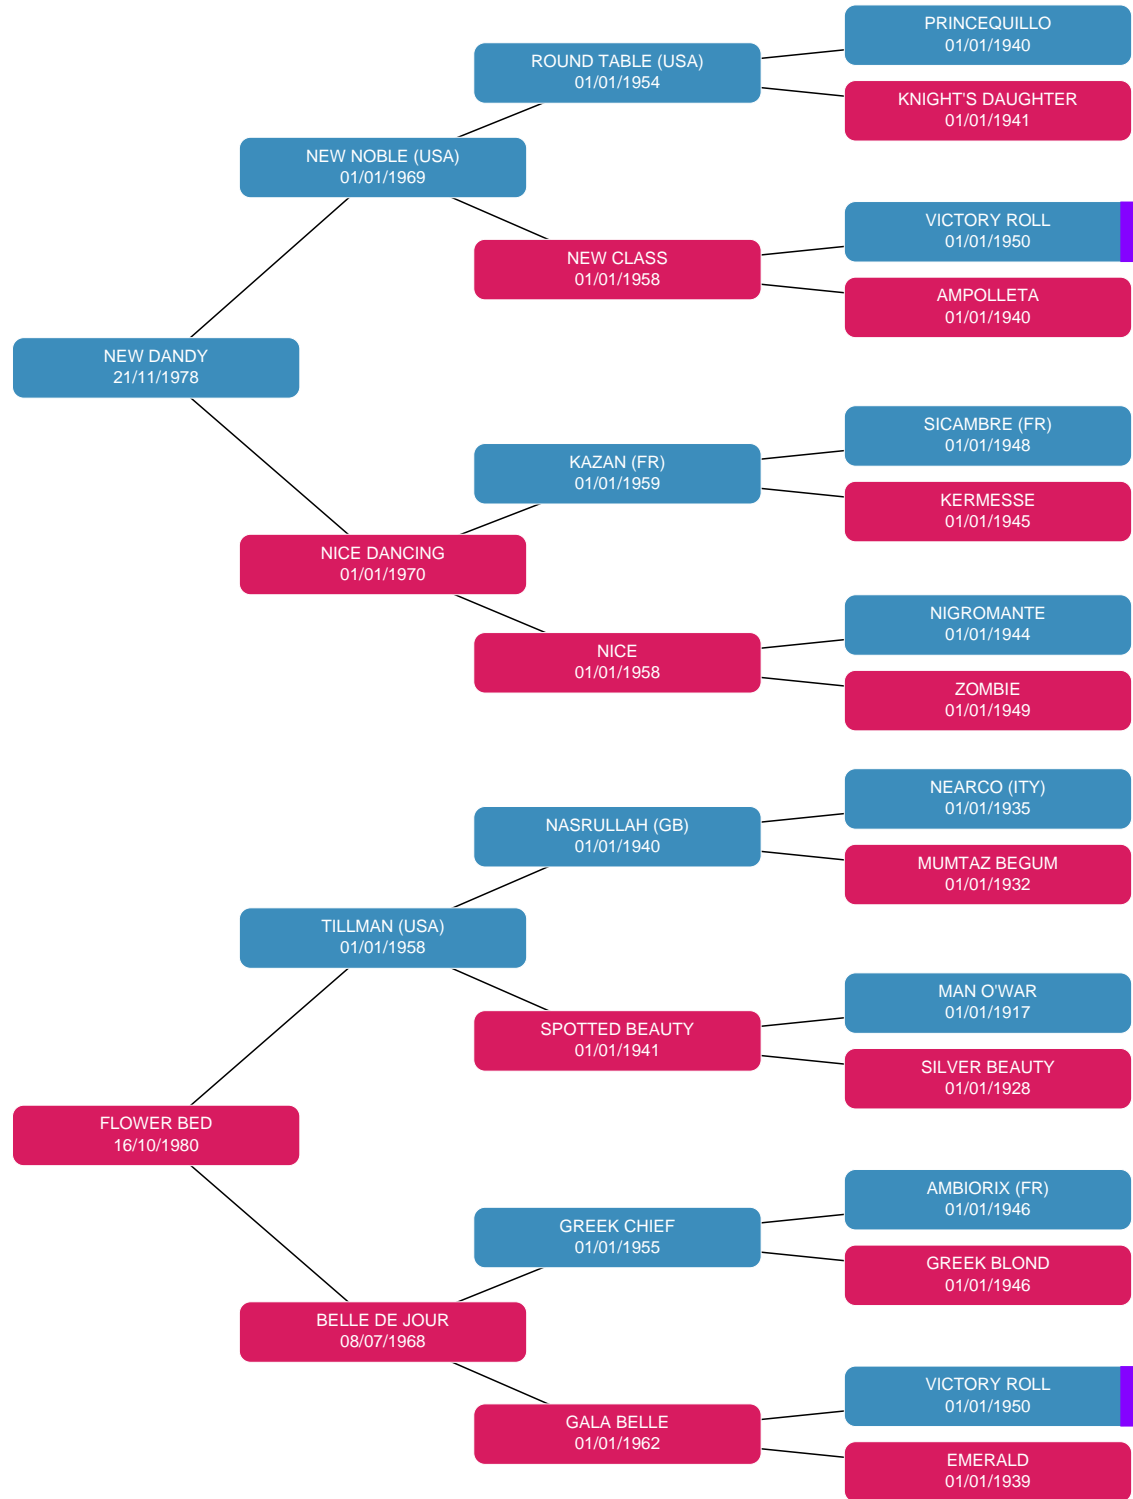 PRINCEQUILLO
01/01/1940
ROUND TABLE (USA)
01/01/1954
KNIGHT'S DAUGHTER
01/01/1941
NEW NOBLE (USA)
01/01/1969
VICTORY ROLL
01/01/1950
NEW CLASS
01/01/1958
AMPOLLETA
01/01/1940
NEW DANDY
21/11/1978
SICAMBRE (FR)
01/01/1948
KAZAN (FR)
01/01/1959
KERMESSE
01/01/1945
NICE DANCING
01/01/1970
NIGROMANTE
01/01/1944
NICE
01/01/1958
ZOMBIE
01/01/1949
NEARCO (ITY)
01/01/1935
NASRULLAH (GB)
01/01/1940
MUMTAZ BEGUM
01/01/1932
TILLMAN (USA)
01/01/1958
MAN O'WAR
01/01/1917
SPOTTED BEAUTY
01/01/1941
SILVER BEAUTY
01/01/1928
FLOWER BED
16/10/1980
AMBIORIX (FR)
01/01/1946
GREEK CHIEF
01/01/1955
GREEK BLOND
01/01/1946
BELLE DE JOUR
08/07/1968
VICTORY ROLL
01/01/1950
GALA BELLE
01/01/1962
EMERALD
01/01/1939